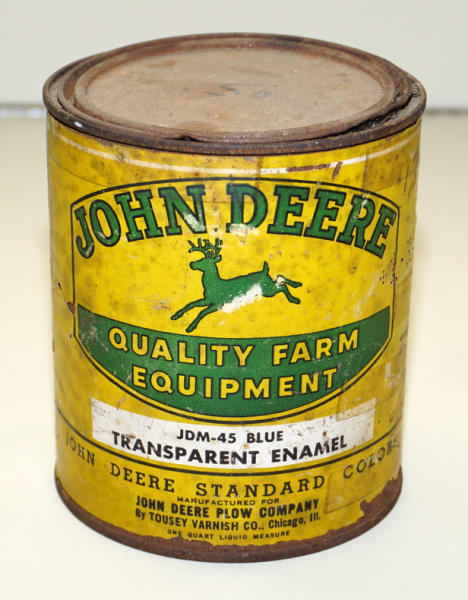 JOHN DEERE
QUALITY FARM
EQUIPMENT
JDM-45 BLUE
TRANSPARENT ENAMEL
JOHN DEERE STANDARD COLORS
MANUFACTURED FOR
JOHN DEERE PLOW COMPANY
By TOUSEY VARNISH CO., Chicago, Ill.
ONE QUART LIQUID MEASURE